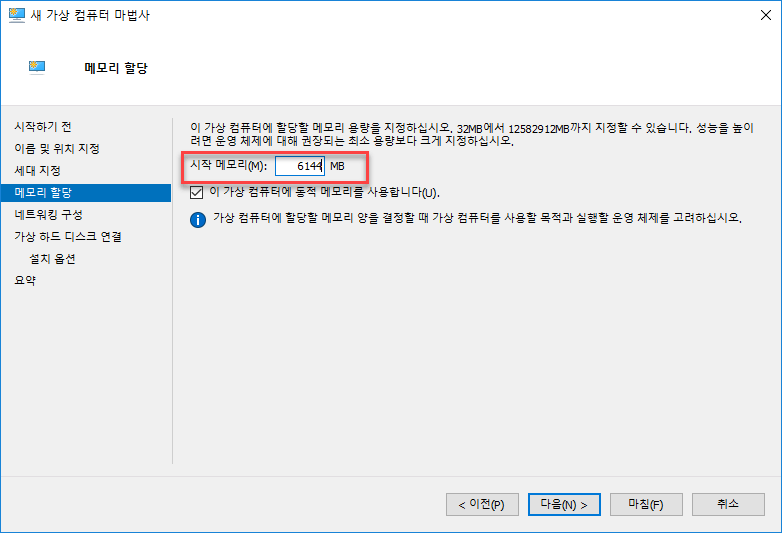 새 가상 컴퓨터 마법사
메모리 할당
시작하기 전
이름 및 위치 지정
세대 지정
메모리 할당
네트워킹 구성
가상 하드 디스크 연결
설치 옵션
요약
이 가상 컴퓨터에 할당할 메모리 용량을 지정하십시오. 32MB에서 12582912MB까지 지정할 수 있습니다. 성능을 높이
려면 운영 체제에 대해 권장되는 최소 용량보다 크게 지정하십시오.
시작 메모리(M): 6144 MB
이 가상 컴퓨터에 동적 메모리를 사용합니다(U).
가상 컴퓨터에 할당할 메모리 양을 결정할 때 가상 컴퓨터를 사용할 목적과 실행할 운영 체제를 고려하십시오.
< 이전(P) 다음(N) > 마침(F) 취소